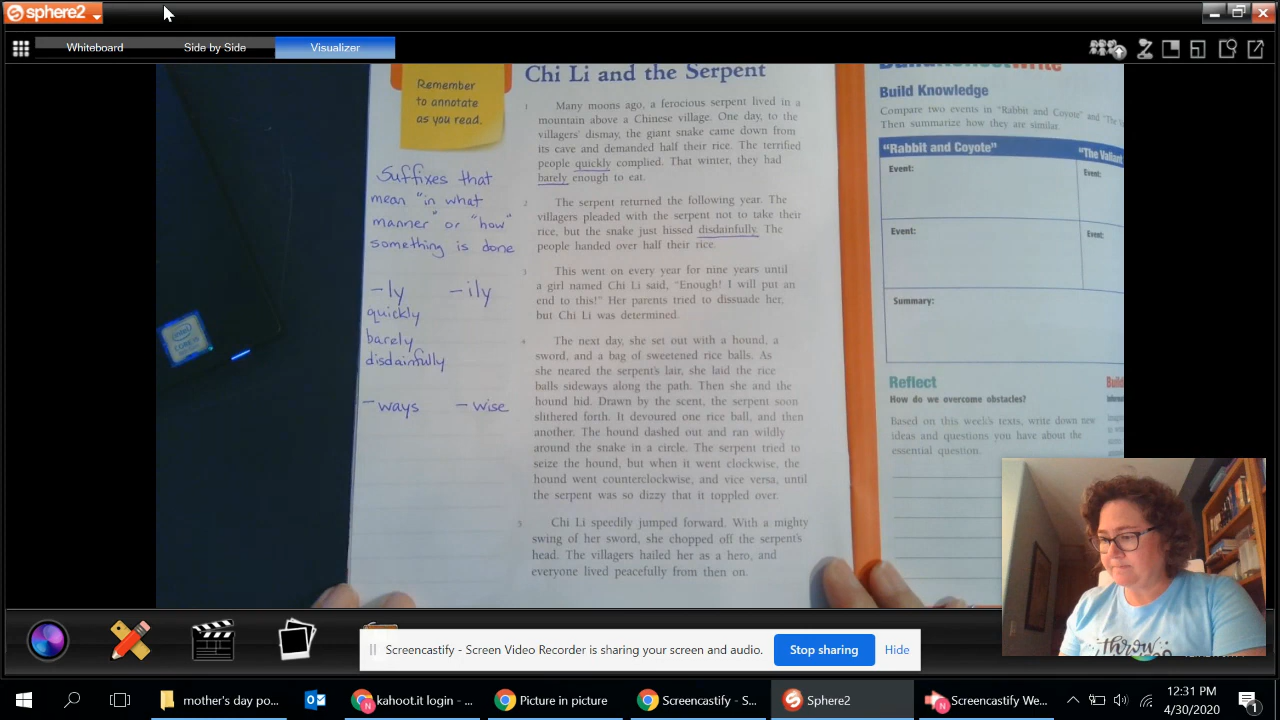 sphere2
Whiteboard
Side by Side
Visualizer
Remember
to annotate
as you read.
Suffixes that
mean "in what
manner" or "how"
something is done
-ly -ily
quickly
barely
disdainfully
-ways -wise
Chi Li and the Serpent
1 Many moons ago, a ferocious serpent lived in a
mountain above a Chinese village. One day, to the
villagers' dismay, the giant snake came down from
its cave and demanded half their rice. The terrified
people quickly complied. That winter, they had
barely enough to eat.
2 The serpent returned the following year. The
villagers pleaded with the serpent not to take their
rice, but the snake just hissed disdainfully. The
people handed over half their rice.
3 This went on every year for nine years until
a girl named Chi Li said, "Enough! I will put an
end to this!" Her parents tried to dissuade her,
but Chi Li was determined.
4 The next day, she set out with a hound, a
sword, and a bag of sweetened rice balls. As
she neared the serpent's lair, she laid the rice
balls sideways along the path. Then she and the
hound hid. Drawn by the scent, the serpent soon
slithered forth. It devoured one rice ball, and then
another. The hound dashed out and ran wildly
around the snake in a circle. The serpent tried to
seize the hound, but when it went clockwise, the
hound went counterclockwise, and vice versa, until
the serpent was so dizzy that it toppled over.
5 Chi Li speedily jumped forward. With a mighty
swing of her sword, she chopped off the serpent's
head. The villagers hailed her as a hero, and
everyone lived peacefully from then on.
Build Knowledge
Compare two events in "Rabbit and Coyote" and "The V
Then summarize how they are similar.
"Rabbit and Coyote" "The Valiant
Event: Event:
Event: Event:
Summary:
Reflect
How do we overcome obstacles?
Based on this week's texts, write down new
ideas and questions you have about the
essential question.
throw
Screencastify - Screen Video Recorder is sharing your screen and audio.
Stop sharing
Hide
mother's day po...
kahoot.it login - ...
Picture in picture
Screencastify - S...
Sphere2
Screencastify We...
12:31 PM
4/30/2020